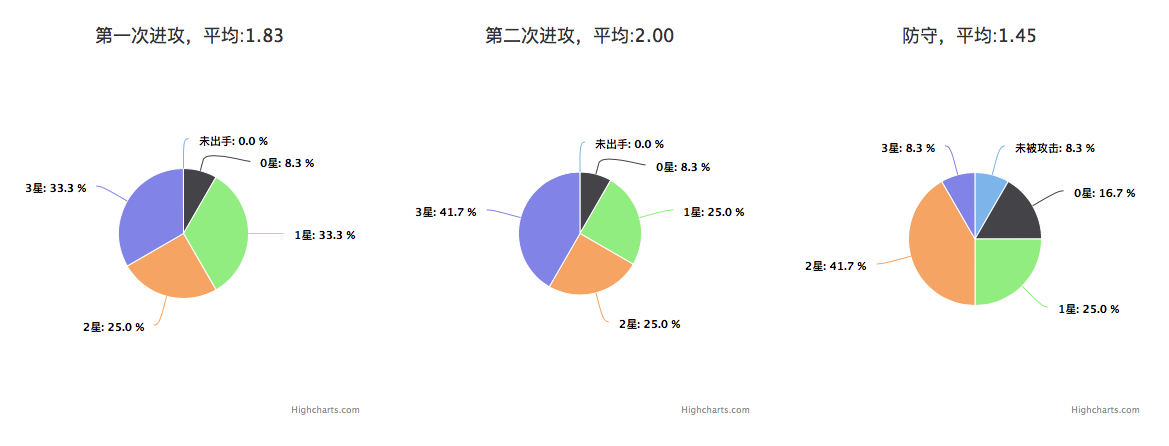 第一次进攻，平均:1.83
未出手: 0.0 %
0星: 8.3 %
3星: 33.3 %
1星: 33.3 %
2星: 25.0 %
Highcharts.com
第二次进攻，平均:2.00
未出手: 0.0 %
0星: 8.3 %
3星: 41.7 %
1星: 25.0 %
2星: 25.0 %
Highcharts.com
防守，平均:1.45
3星: 8.3 %
未被攻击: 8.3 %
0星: 16.7 %
2星: 41.7 %
1星: 25.0 %
Highcharts.com